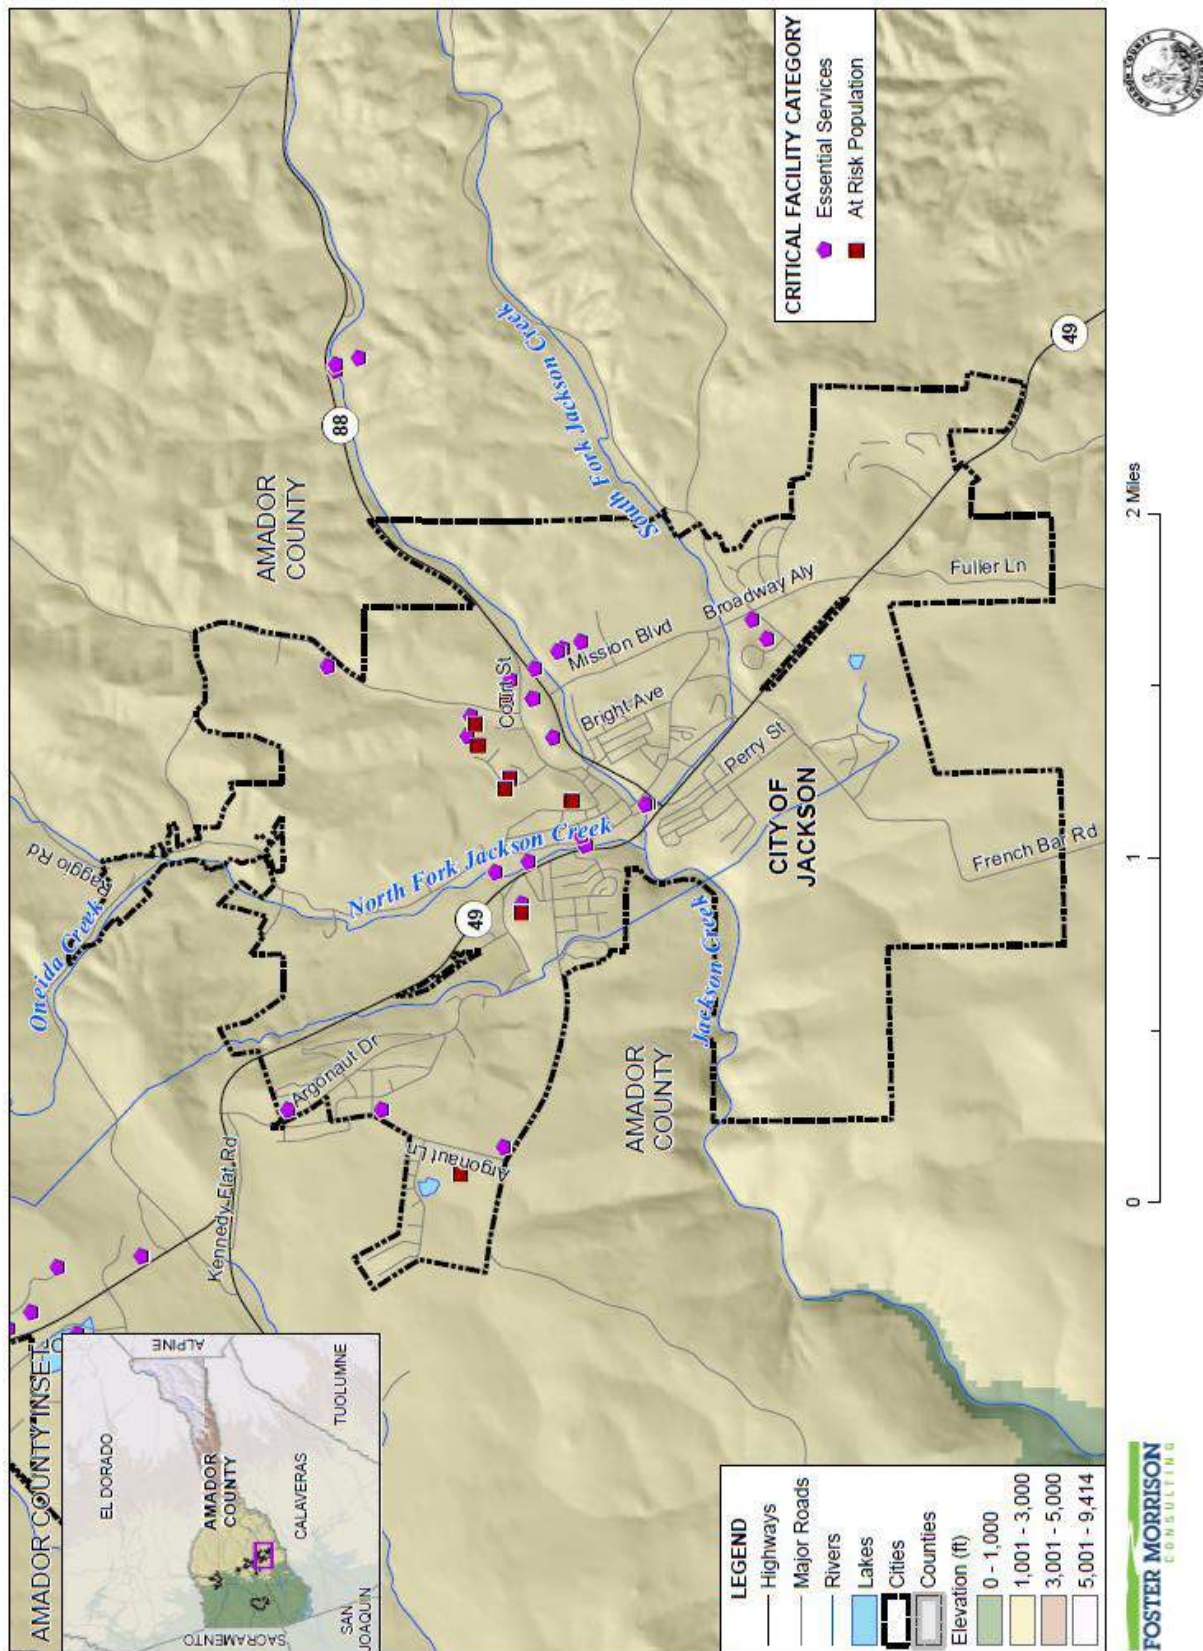 AMADOR COUNTY INSET
EL DORADO
ALPINE
AMADOR
COUNTY
CALAVERAS
TUOLUMNE
SACRAMENTO
SAN
JOAQUIN
Kennedy Flat Rd
Argonaut Dr
Argonaut Ln
Oneida Creek
North Fork Jackson Creek
49
AMADOR
COUNTY
88
Court St
Mission Blvd
Bright Ave
Broadway Aly
Perry St
South Fork Jackson Creek
CITY OF
JACKSON
Jackson Creek
AMADOR
COUNTY
French Bar Rd
Fuller Ln
49
CRITICAL FACILITY CATEGORY
Essential Services
At Risk Population
LEGEND
Highways
Major Roads
Rivers
Lakes
Cities
Counties
Elevation (ft)
0 - 1,000
1,001 - 3,000
3,001 - 5,000
5,001 - 9,414
FOSTER MORRISON
CONSULTING
0
1
2 Miles
AMADOR COUNTY